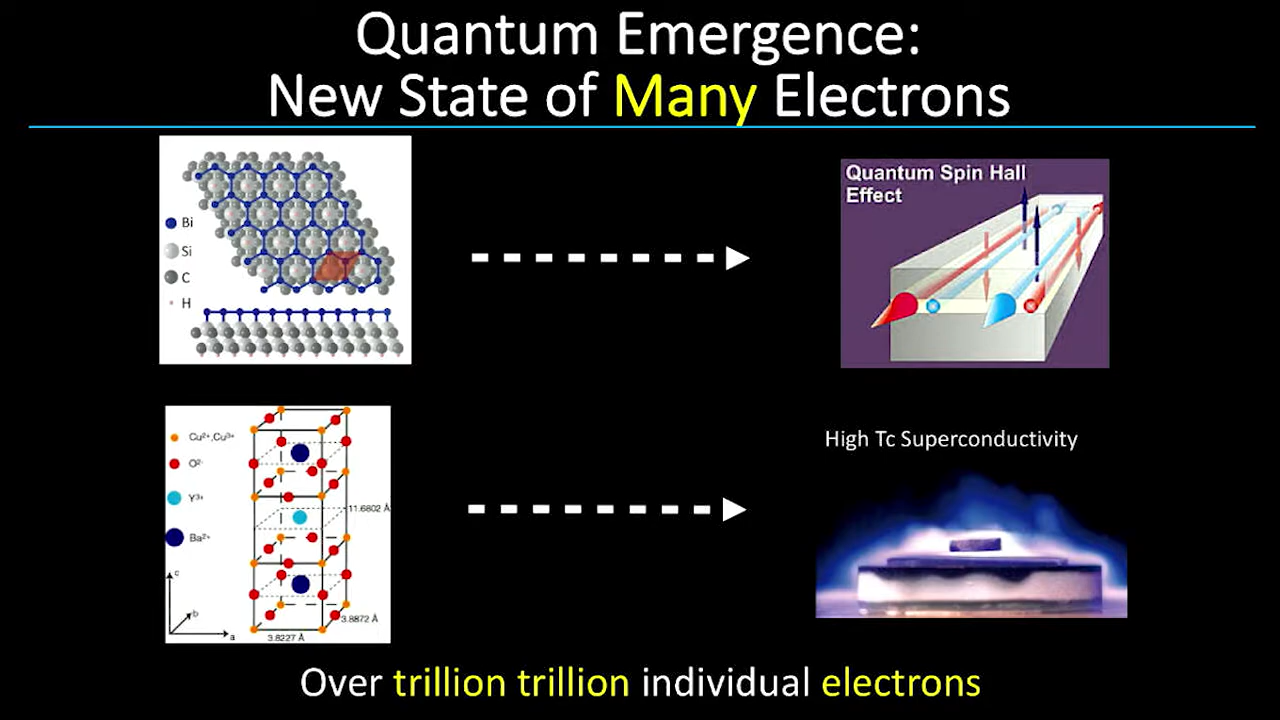 Quantum Emergence:
New State of Many Electrons
Bi
Si
C
H
Quantum Spin Hall
Effect
Cu²⁺,Cu³⁺
O²⁻
Y³⁺
Ba²⁺
11.6802 Å
c
b
a
3.8872 Å
3.8227 Å
High Tc Superconductivity
Over trillion trillion individual electrons